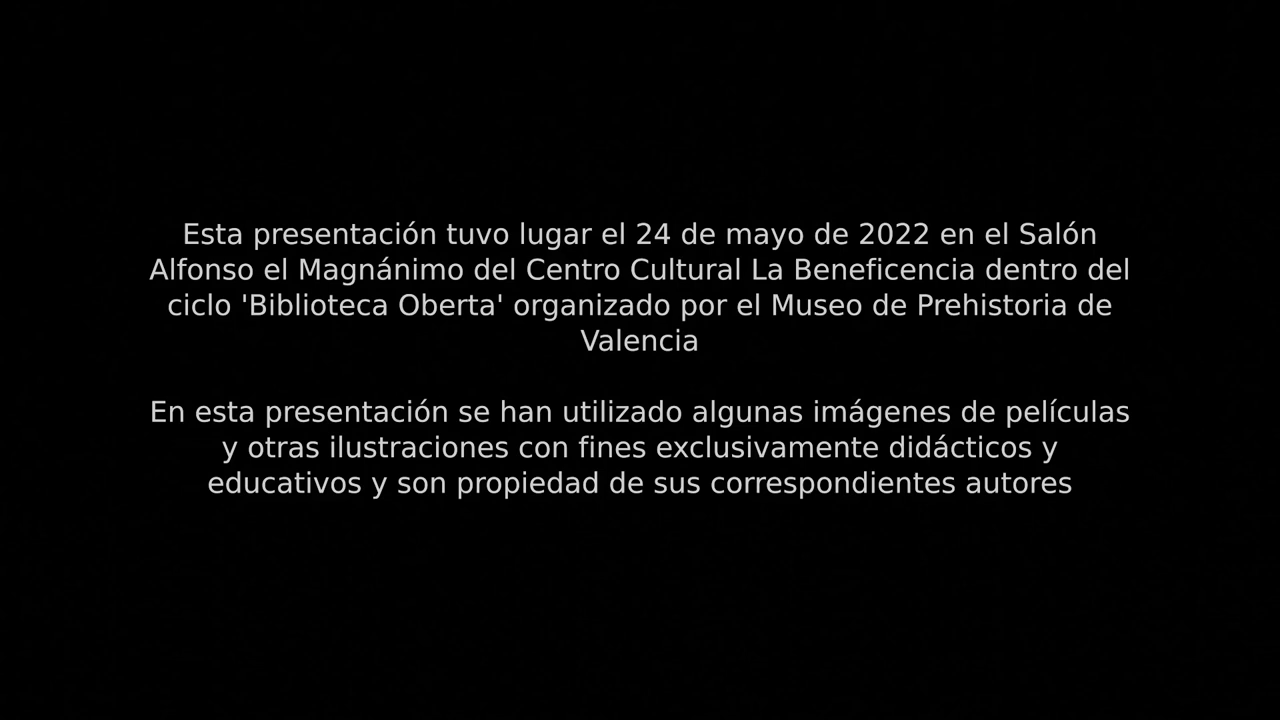 Esta presentación tuvo lugar el 24 de mayo de 2022 en el Salón
Alfonso el Magnánimo del Centro Cultural La Beneficencia dentro del
ciclo 'Biblioteca Oberta' organizado por el Museo de Prehistoria de
Valencia
En esta presentación se han utilizado algunas imágenes de películas
y otras ilustraciones con fines exclusivamente didácticos y
educativos y son propiedad de sus correspondientes autores